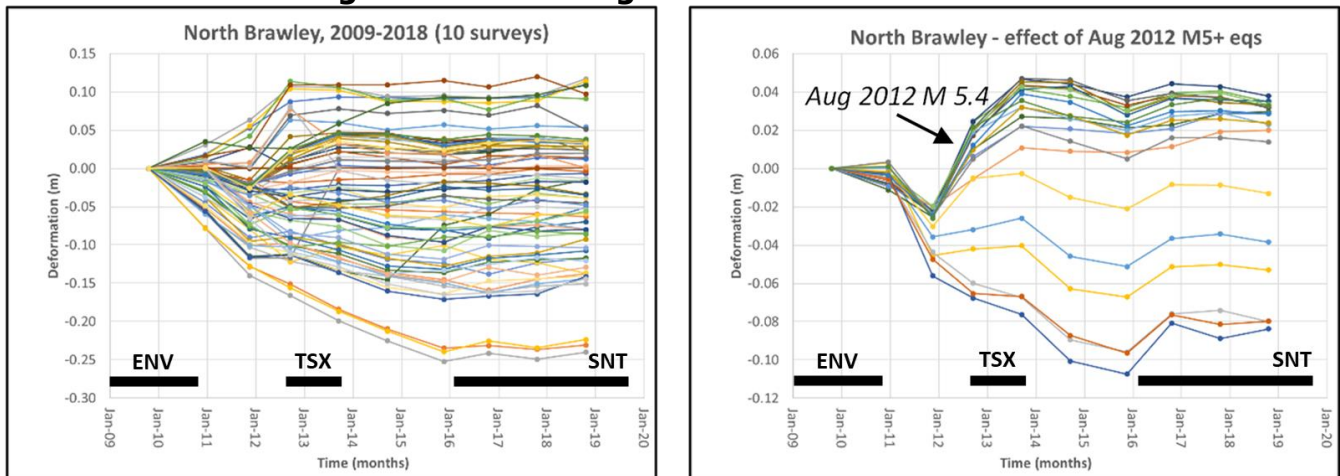 North Brawley, 2009-2018 (10 surveys)
0.15
0.10
0.05
0.00
-0.05
-0.10
-0.15
-0.20
-0.25
-0.30
Deformation (m)
ENV
TSX
SNT
Jan-09
Jan-10
Jan-11
Jan-12
Jan-13
Jan-14
Jan-15
Jan-16
Jan-17
Jan-18
Jan-19
Jan-20
Time (months)
North Brawley - effect of Aug 2012 M5+ eqs
0.06
0.04
0.02
0.00
-0.02
-0.04
-0.06
-0.08
-0.10
-0.12
Deformation (m)
Aug 2012 M 5.4
ENV
TSX
SNT
Jan-09
Jan-10
Jan-11
Jan-12
Jan-13
Jan-14
Jan-15
Jan-16
Jan-17
Jan-18
Jan-19
Jan-20
Time (months)